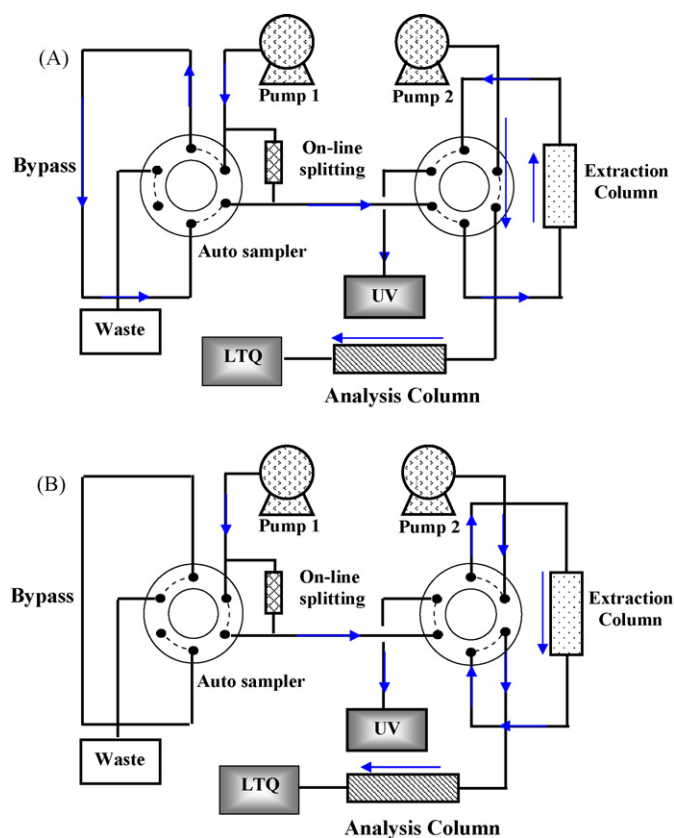 (A)
Pump 1
Pump 2
Bypass
On-line
splitting
Extraction
Column
Auto sampler
UV
Waste
LTQ
Analysis Column
(B)
Pump 1
Pump 2
Bypass
On-line
splitting
Extraction
Column
Auto sampler
UV
Waste
LTQ
Analysis Column